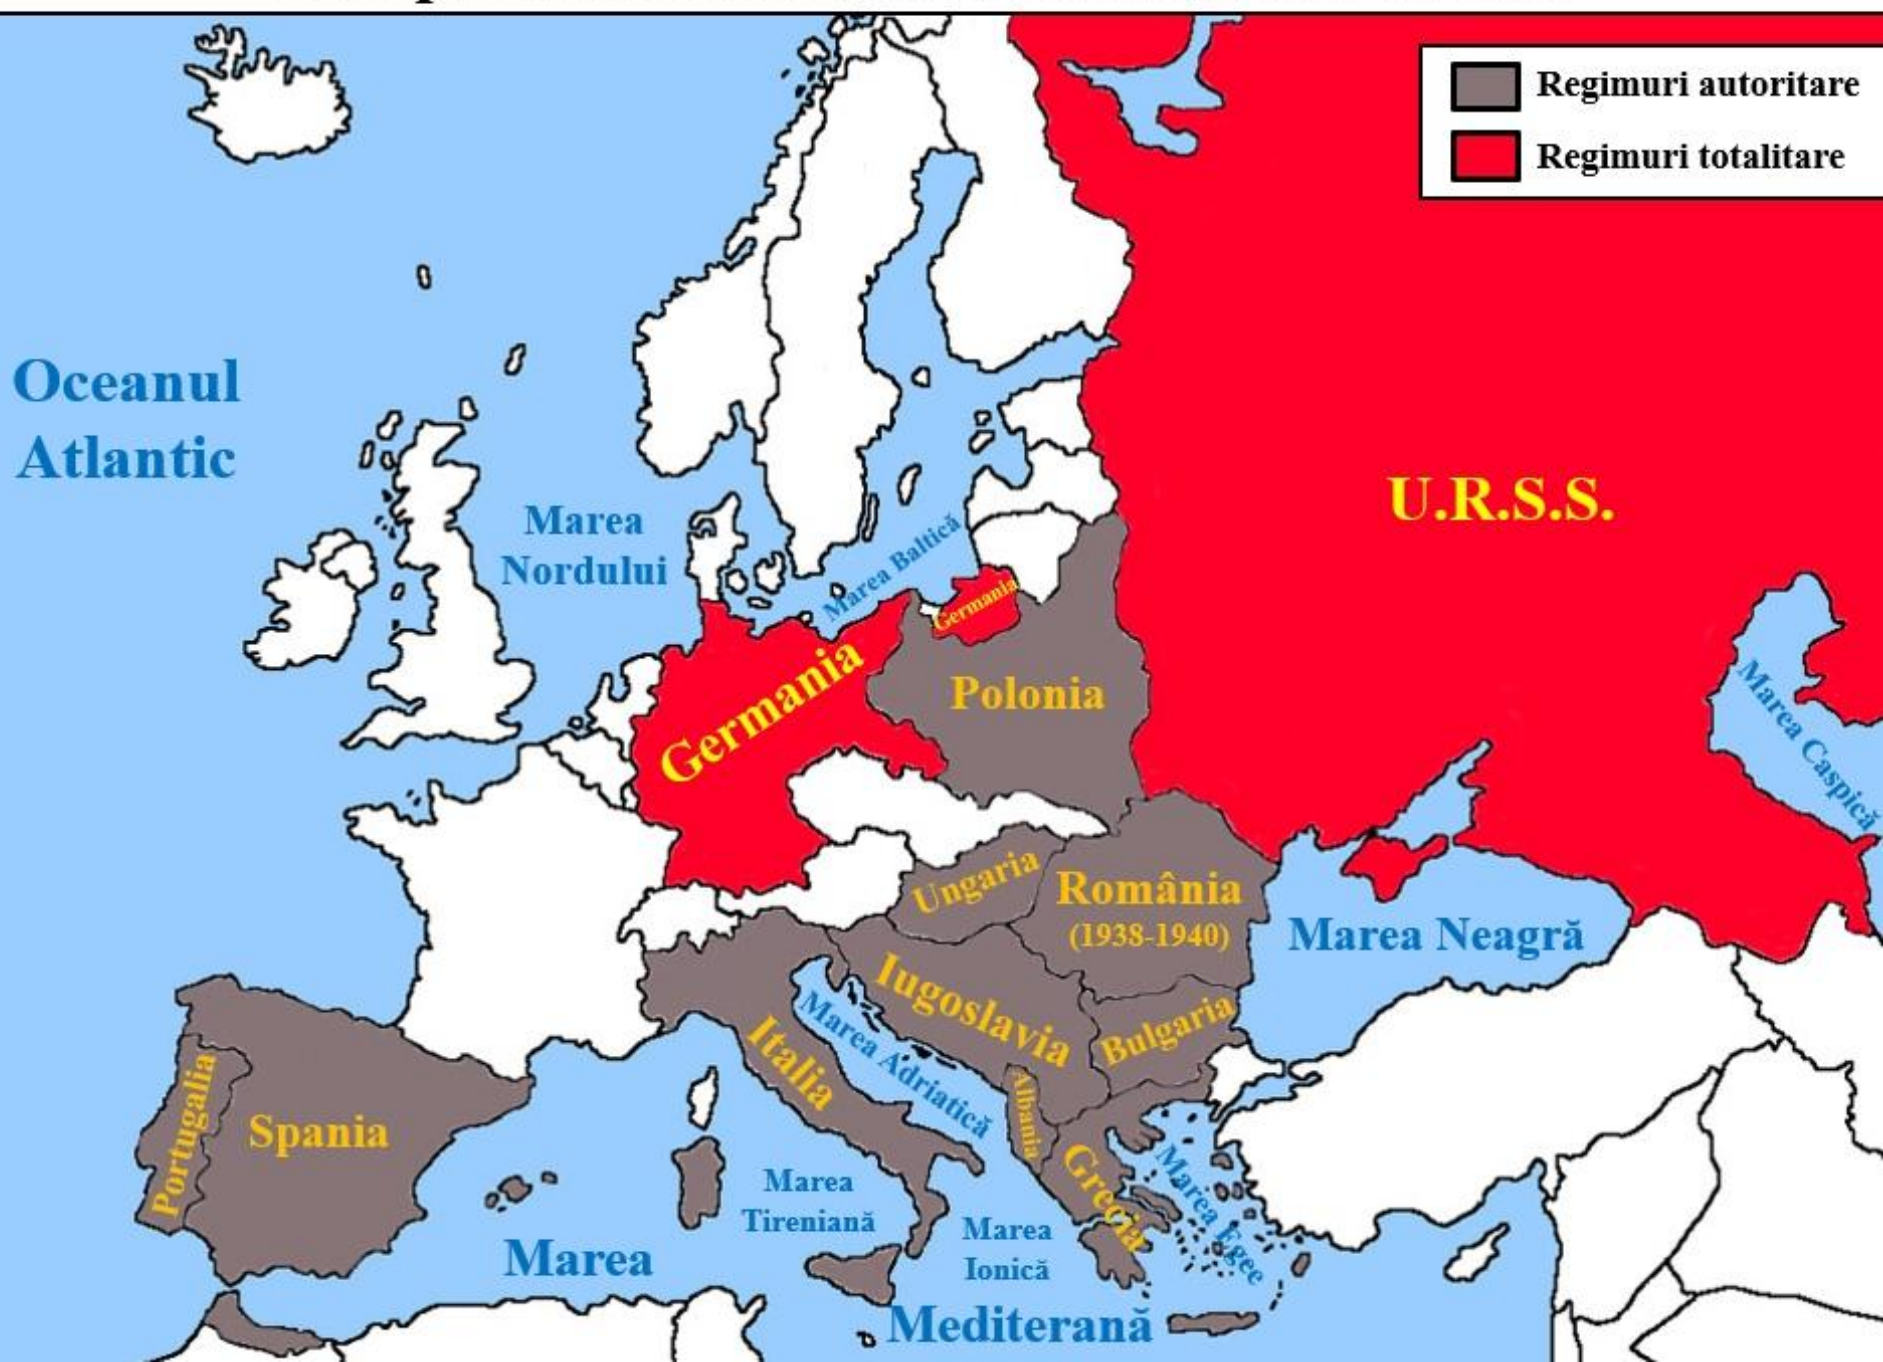 Regimuri autoritare
Regimuri totalitare
Oceanul
Atlantic
Marea
Nordului
Marea Baltică
U.R.S.S.
Germania
Germania
Polonia
Marea Caspică
Ungaria
România
(1938-1940)
Marea Neagră
Iugoslavia
Bulgaria
Italia
Marea Adriatică
Albania
Grecia
Marea Egee
Portugalia
Spania
Marea
Tireniană
Marea
Ionică
Marea
Mediterană